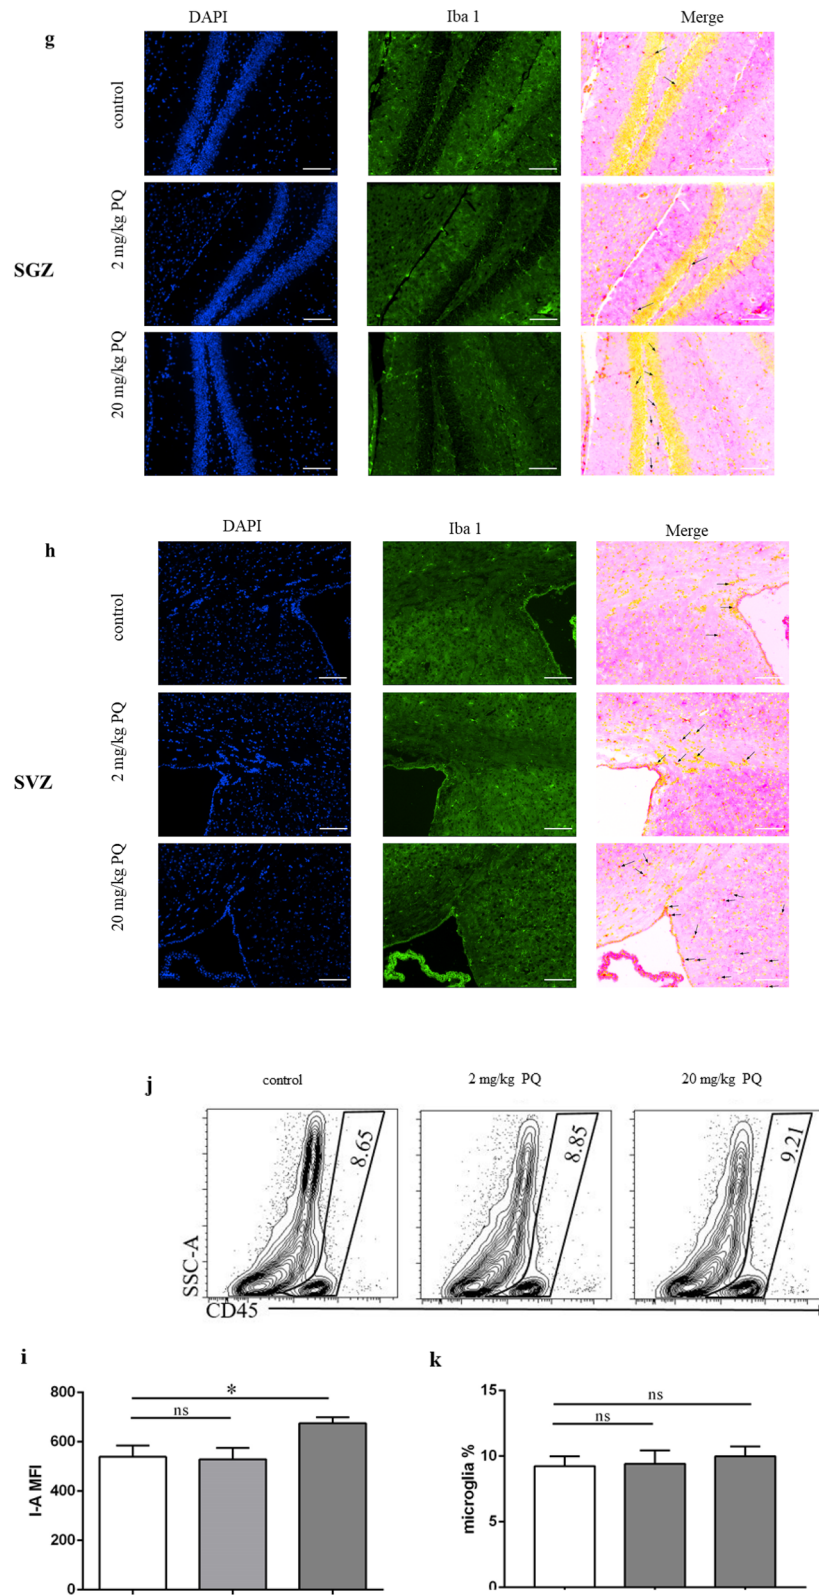 g
DAPI Iba 1 Merge
control
SGZ
2 mg/kg PQ
20 mg/kg PQ
h
DAPI Iba 1 Merge
control
SVZ
2 mg/kg PQ
20 mg/kg PQ
j
control 2 mg/kg PQ 20 mg/kg PQ
8.65 8.85 9.21
SSC-A
CD45
i
I-A MFI
800
600
400
200
0
*
ns
k
microglia %
15
10
5
0
ns
ns